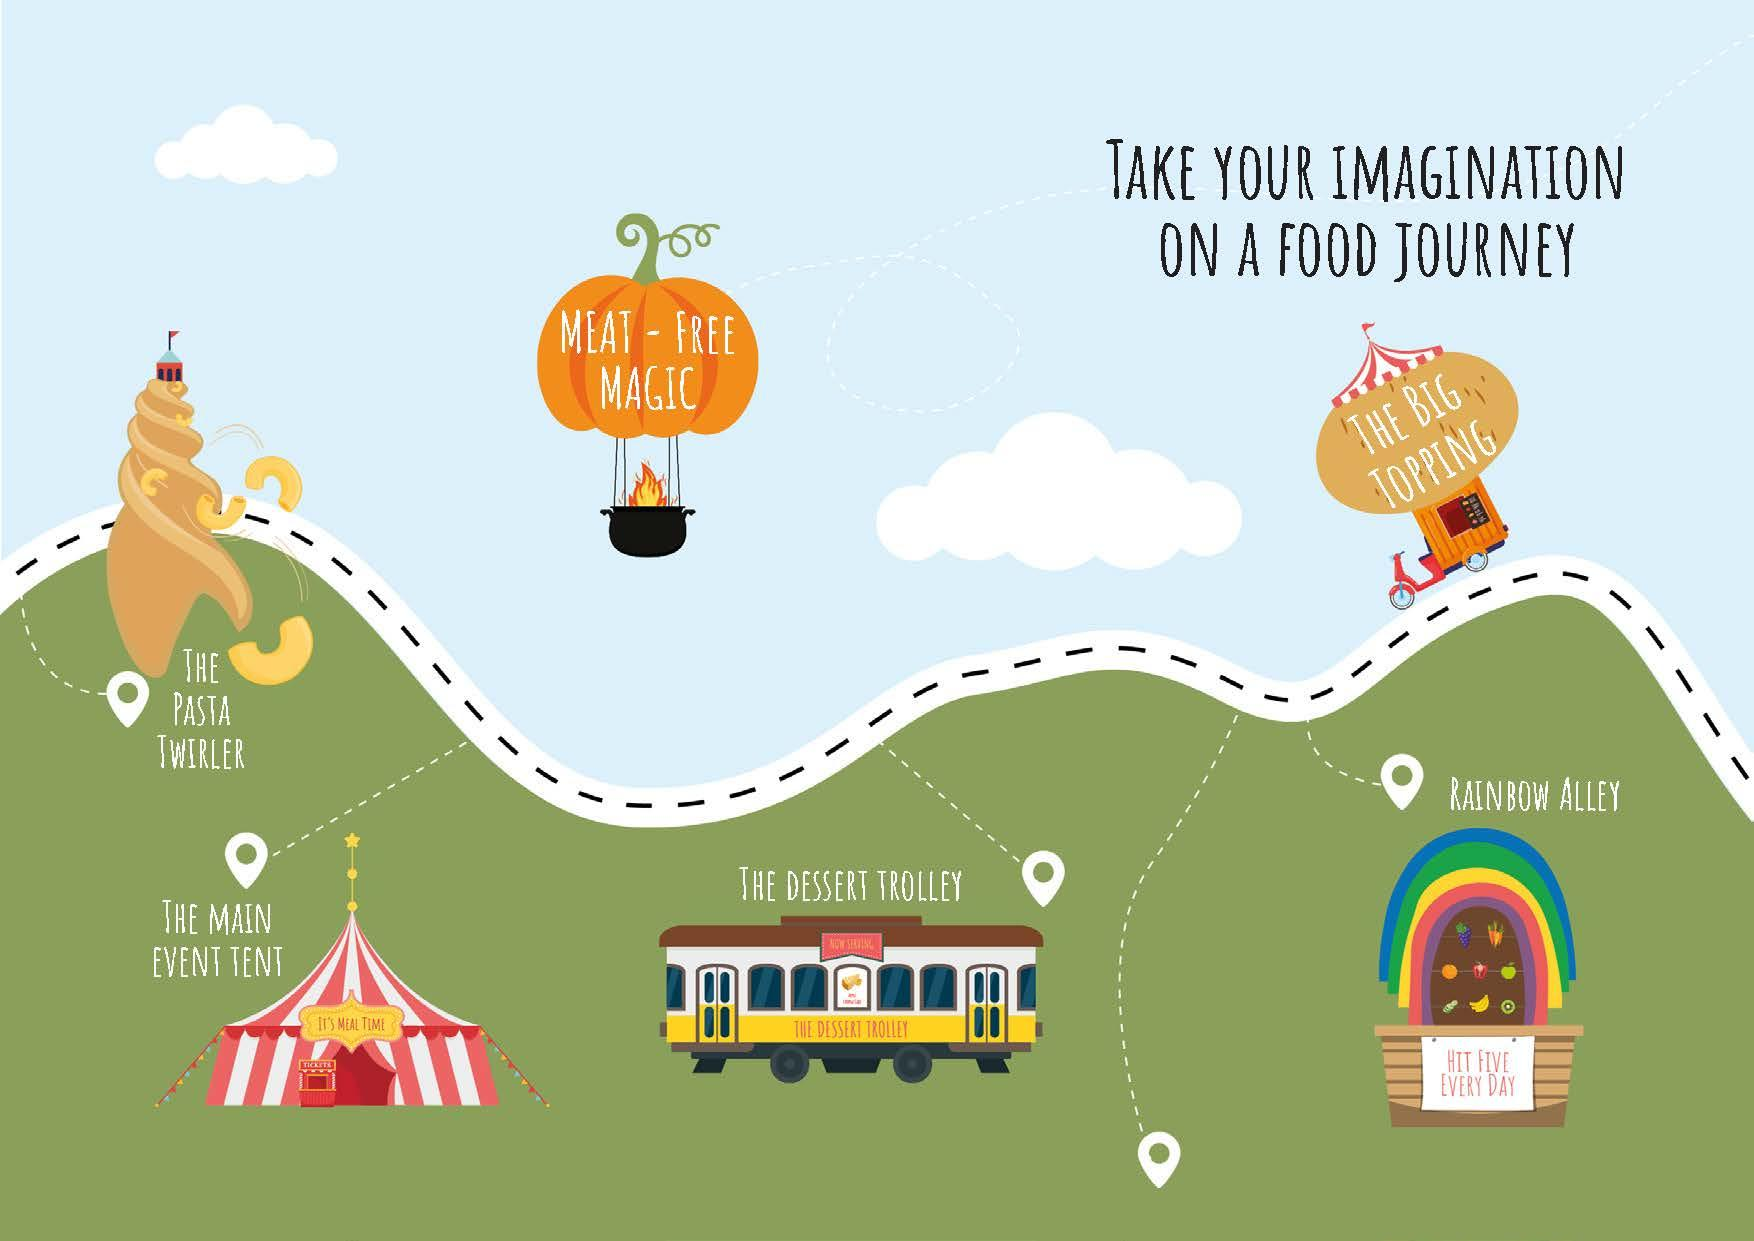 Take your imagination
on a food journey
Meat - Free
Magic
The Big
Topping
The
Pasta
Twirler
Rainbow Alley
Hit Five
Every Day
The dessert trolley
Now Serving
The Dessert Trolley
The main
event tent
It's Meal Time
Tickets